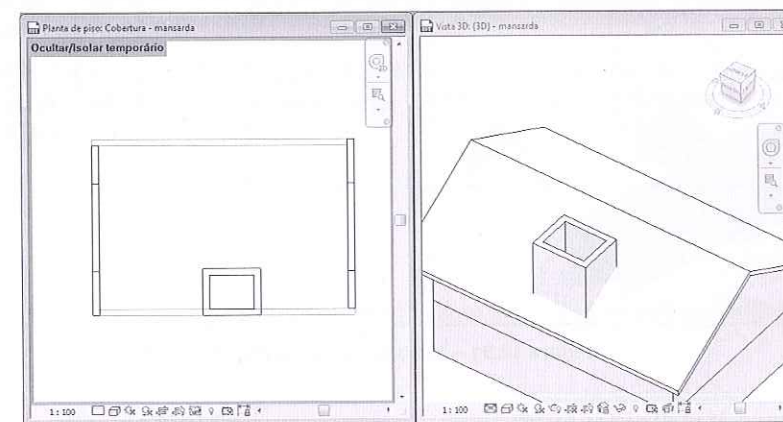 Planta de piso: Cobertura - mansarda
Ocultar/Isolar temporário
1 : 100
Vista 3D: {3D} - mansarda
1 : 100